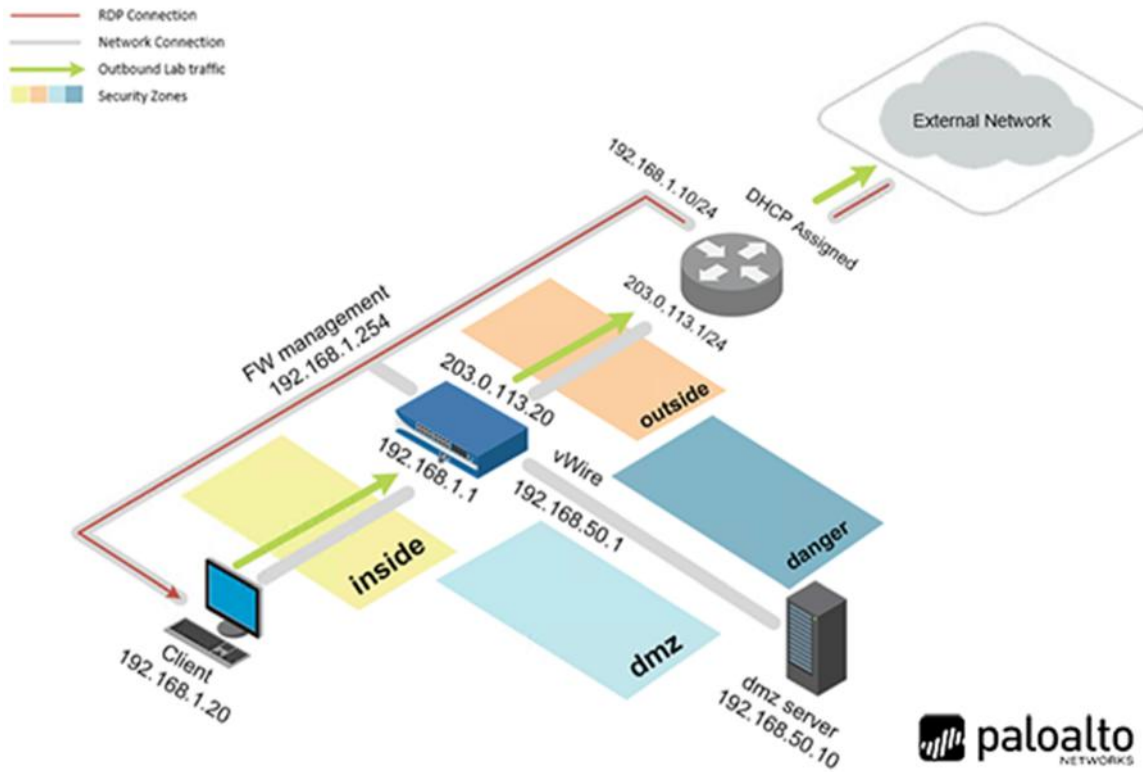 RDP Connection
Network Connection
Outbound Lab traffic
Security Zones
External Network
192.168.1.10/24
DHCP Assigned
203.0.113.1/24
FW management
192.168.1.254
203.0.113.20
outside
192.168.1.1
vWire
192.168.50.1
danger
inside
dmz
Client
192.168.1.20
dmz server
192.168.50.10
paloalto
NETWORKS